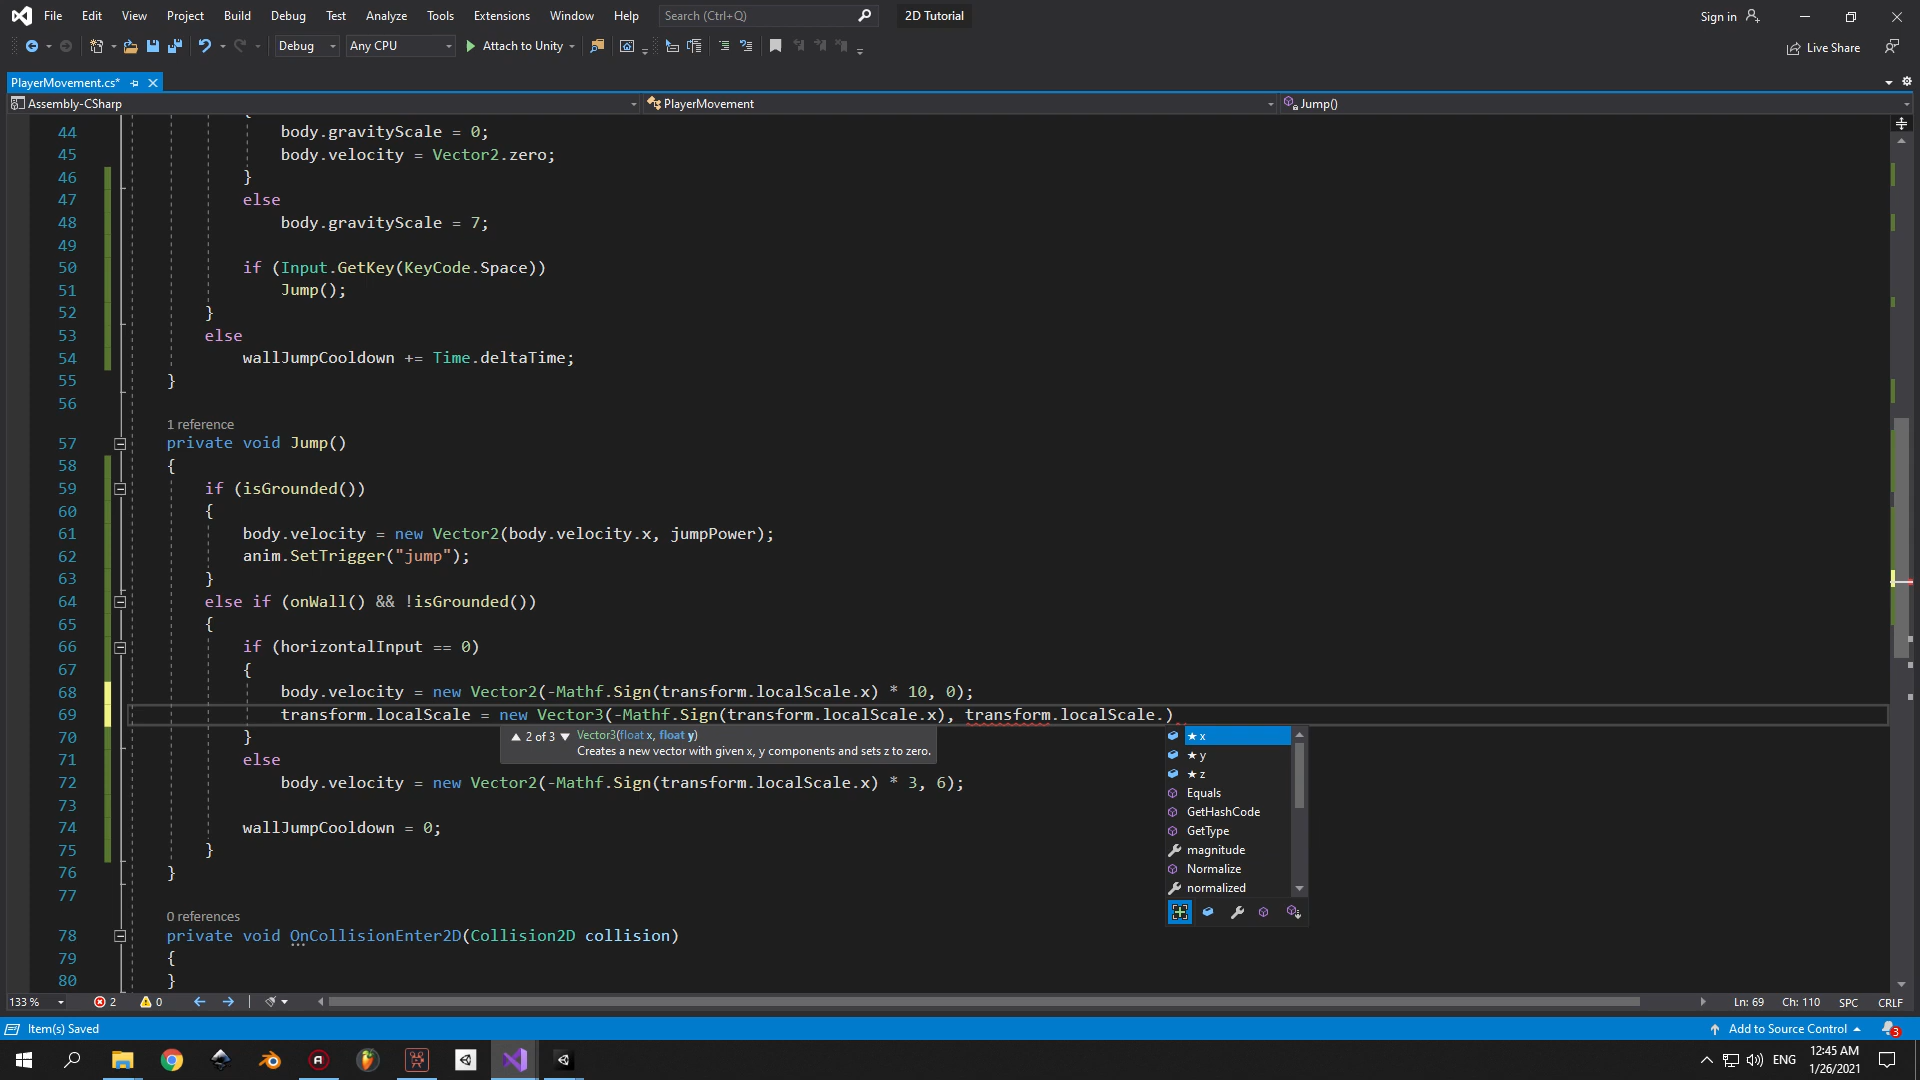 File Edit View Project Build Debug Test Analyze Tools Extensions Window Help Search (Ctrl+Q) 2D Tutorial Sign in
Debug Any CPU Attach to Unity Live Share
PlayerMovement.cs*
Assembly-CSharp PlayerMovement Jump()
{
44 body.gravityScale = 0;
45 body.velocity = Vector2.zero;
46 }
47 else
48 body.gravityScale = 7;
49
50 if (Input.GetKey(KeyCode.Space))
51 Jump();
52 }
53 else
54 wallJumpCooldown += Time.deltaTime;
55 }
56
1 reference
57 private void Jump()
58 {
59 if (isGrounded())
60 {
61 body.velocity = new Vector2(body.velocity.x, jumpPower);
62 anim.SetTrigger("jump");
63 }
64 else if (onWall() && !isGrounded())
65 {
66 if (horizontalInput == 0)
67 {
68 body.velocity = new Vector2(-Mathf.Sign(transform.localScale.x) * 10, 0);
69 transform.localScale = new Vector3(-Mathf.Sign(transform.localScale.x), transform.localScale.)
70 }
2 of 3 Vector3(float x, float y)
Creates a new vector with given x, y components and sets z to zero.
71 else
72 body.velocity = new Vector2(-Mathf.Sign(transform.localScale.x) * 3, 6);
73
74 wallJumpCooldown = 0;
75 }
76 }
77
★ x
★ y
★ z
Equals
GetHashCode
GetType
magnitude
Normalize
normalized
0 references
78 private void OnCollisionEnter2D(Collision2D collision)
79 {
80 }
133 % 2 0 Ln: 69 Ch: 110 SPC CRLF
Item(s) Saved Add to Source Control 3
ENG 12:45 AM
1/26/2021